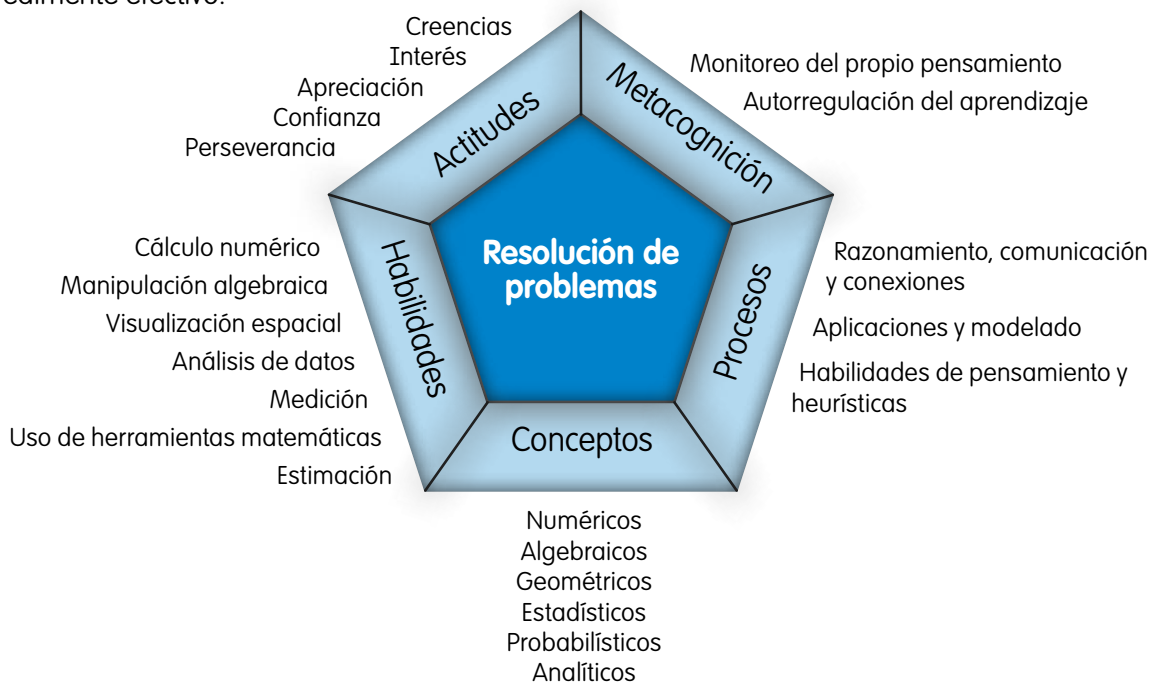 Creencias
Interés
Apreciación
Confianza
Perseverancia
Actitudes
Metacognición
Monitoreo del propio pensamiento
Autorregulación del aprendizaje
Cálculo numérico
Manipulación algebraica
Visualización espacial
Análisis de datos
Medición
Uso de herramientas matemáticas
Estimación
Habilidades
Resolución de
problemas
Procesos
Razonamiento, comunicación
y conexiones
Aplicaciones y modelado
Habilidades de pensamiento y
heurísticas
Conceptos
Numéricos
Algebraicos
Geométricos
Estadísticos
Probabilísticos
Analíticos